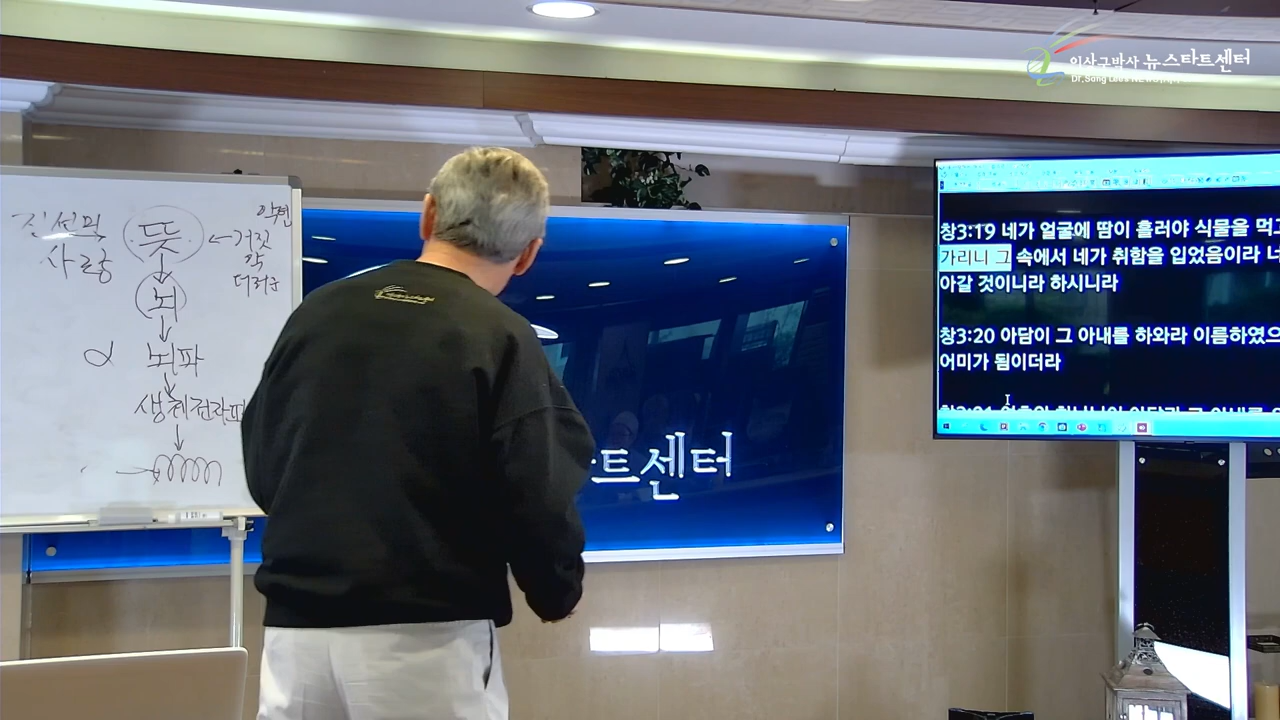 이상구박사 뉴스타트센터
진선미
사랑
뜻
거짓
악
더러운
뇌
α 뇌파
생체전자파
트센터
창3:19 네가 얼굴에 땀이 흘러야 식물을 먹고
가리니 그 속에서 네가 취함을 입었음이라 너
아갈 것이니라 하시니라
창3:20 아담이 그 아내를 하와라 이름하였으
어미가 됨이더라